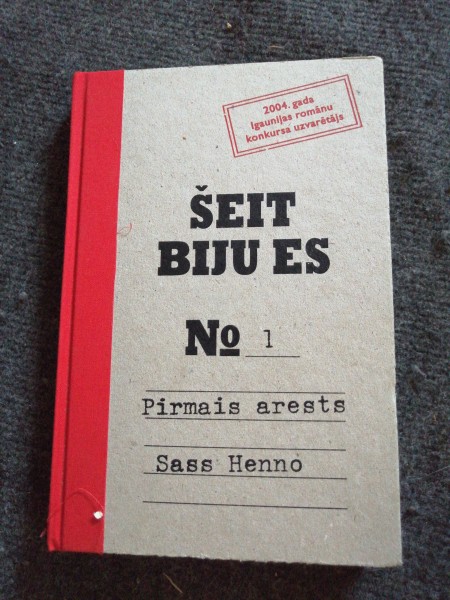 2004. gada
Igaunijas romānu
konkursa uzvarētājs
ŠEIT
BIJU ES
№ 1
Pirmais arests
Sass Henno